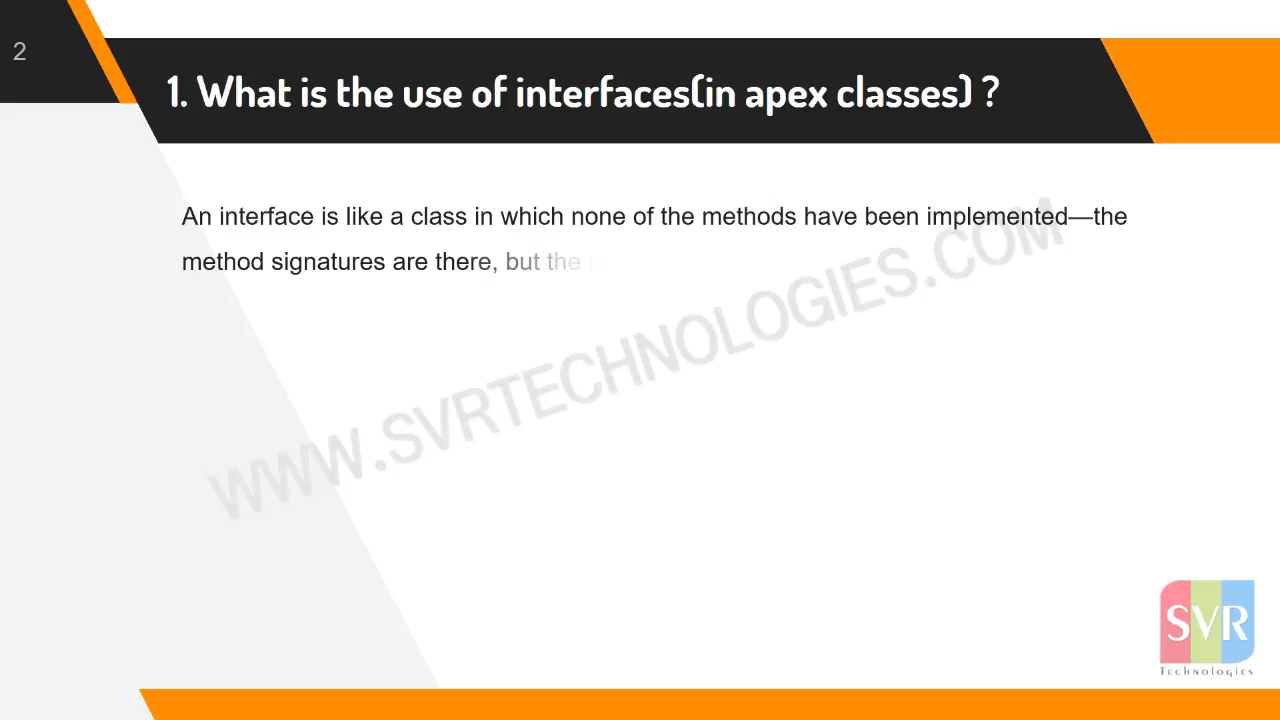 2
1. What is the use of interfaces(in apex classes) ?
An interface is like a class in which none of the methods have been implemented—the
method signatures are there, but the
WWW.SVRTECHNOLOGIES.COM
SVR
Technologies